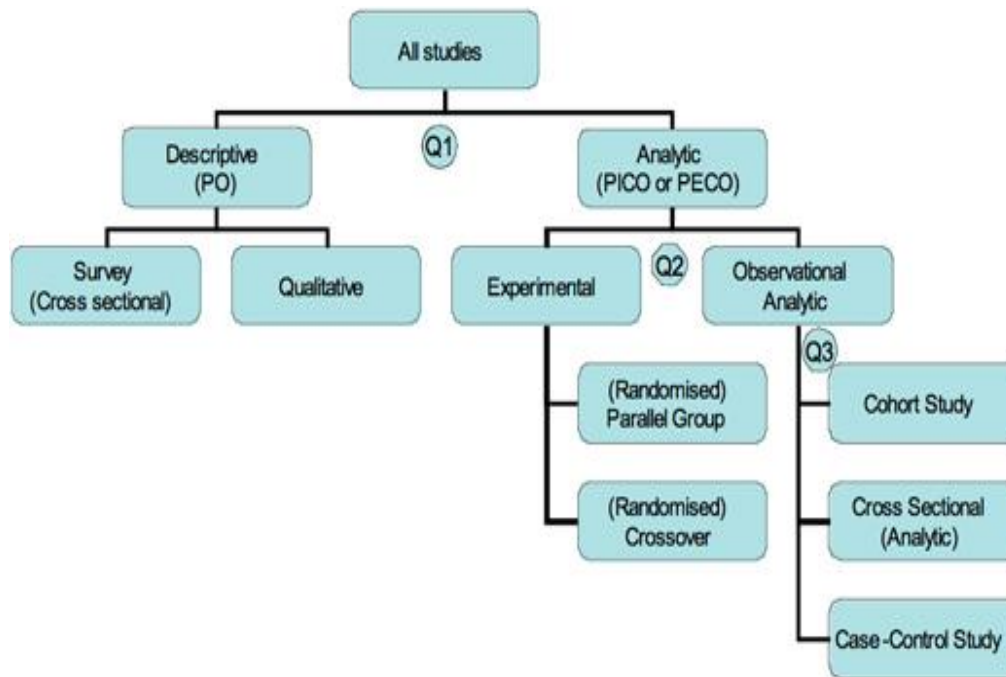 All studies
Descriptive
(PO)
Q1
Analytic
(PICO or PECO)
Survey
(Cross sectional)
Qualitative
Experimental
Q2
Observational
Analytic
Q3
(Randomised)
Parallel Group
Cohort Study
(Randomised)
Crossover
Cross Sectional
(Analytic)
Case -Control Study